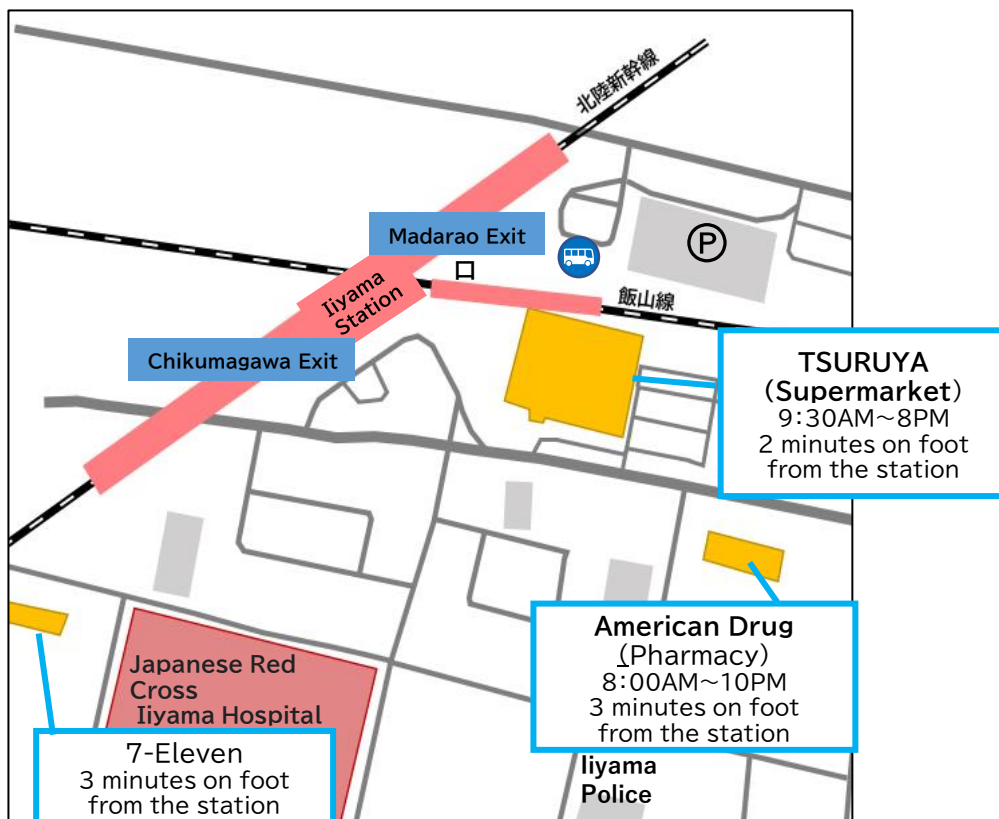 北陸新幹線
Madarao Exit
口
P
Iiyama
Station
飯山線
Chikumagawa Exit
TSURUYA
(Supermarket)
9:30AM～8PM
2 minutes on foot
from the station
American Drug
(Pharmacy)
8:00AM～10PM
3 minutes on foot
from the station
Japanese Red
Cross
Iiyama Hospital
7-Eleven
3 minutes on foot
from the station
Iiyama
Police